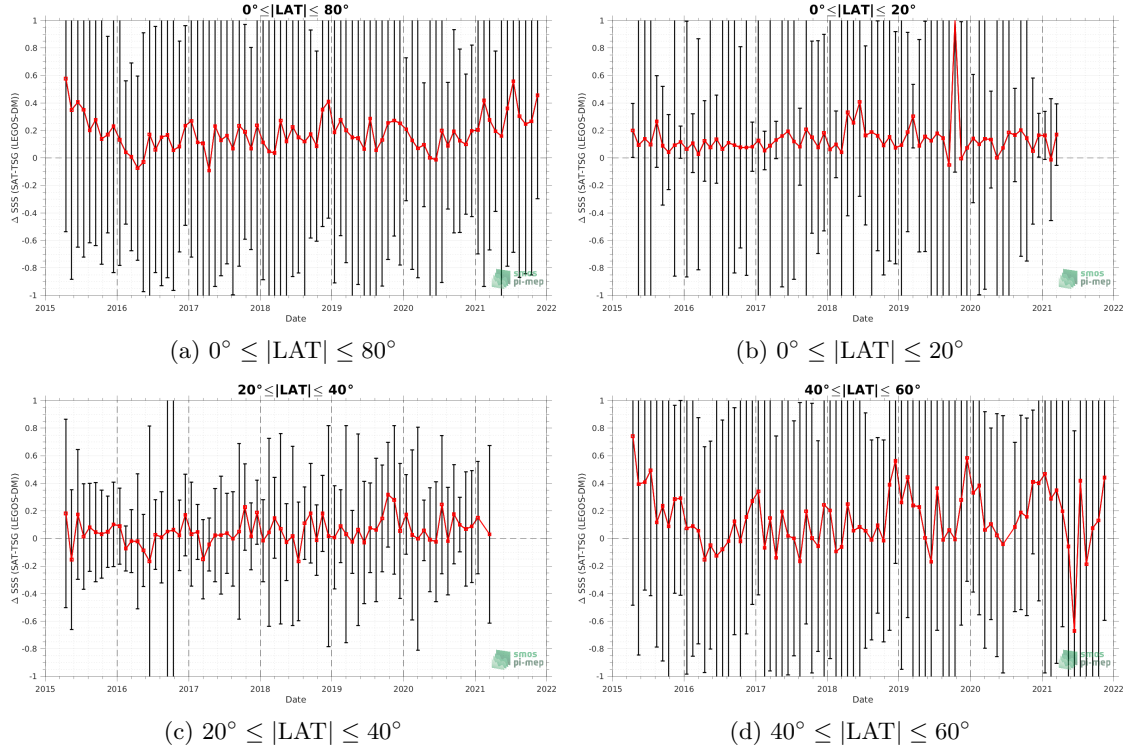 0°≤|LAT|≤ 80°
Δ SSS (SAT-TSG (LEGOS-DM))
1
0.8
0.6
0.4
0.2
0
-0.2
-0.4
-0.6
-0.8
-1
2015 2016 2017 2018 2019 2020 2021 2022
Date
smos
pi-mep
(a) 0° ≤ |LAT| ≤ 80°
0°≤|LAT|≤ 20°
Δ SSS (SAT-TSG (LEGOS-DM))
1
0.8
0.6
0.4
0.2
0
-0.2
-0.4
-0.6
-0.8
-1
2015 2016 2017 2018 2019 2020 2021 2022
Date
smos
pi-mep
(b) 0° ≤ |LAT| ≤ 20°
20°≤|LAT|≤ 40°
Δ SSS (SAT-TSG (LEGOS-DM))
1
0.8
0.6
0.4
0.2
0
-0.2
-0.4
-0.6
-0.8
-1
2015 2016 2017 2018 2019 2020 2021 2022
Date
smos
pi-mep
(c) 20° ≤ |LAT| ≤ 40°
40°≤|LAT|≤ 60°
Δ SSS (SAT-TSG (LEGOS-DM))
1
0.8
0.6
0.4
0.2
0
-0.2
-0.4
-0.6
-0.8
-1
2015 2016 2017 2018 2019 2020 2021 2022
Date
smos
pi-mep
(d) 40° ≤ |LAT| ≤ 60°